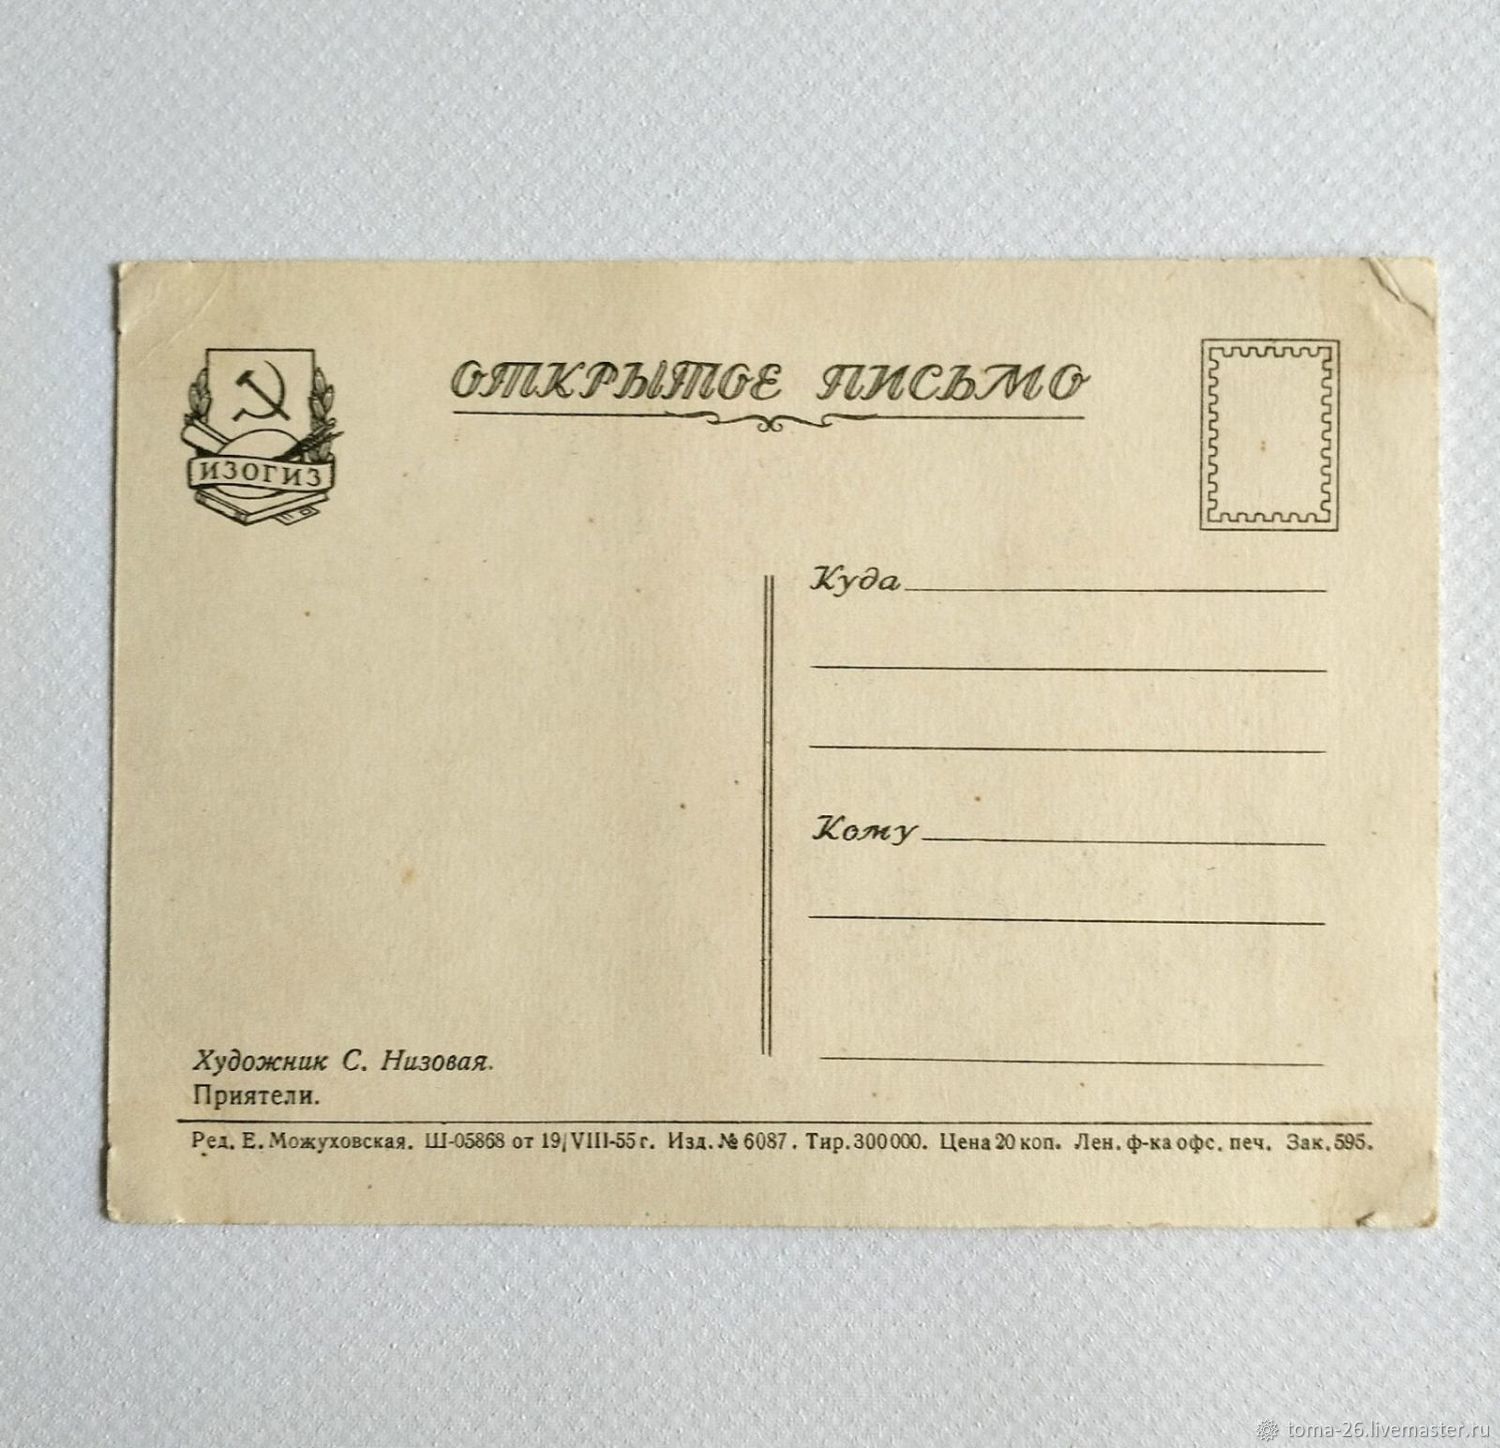 ОТКРЫТОЕ ПИСЬМО
ИЗОГИЗ
Куда
Кому
Художник С. Низовая.
Приятели.
Ред. Е. Можуховская. Ш-05868 от 19/VIII-55 г. Изд. № 6087. Тир. 300 000. Цена 20 коп. Лен. ф-ка офс. печ. Зак. 595.
toma-26.livemaster.ru